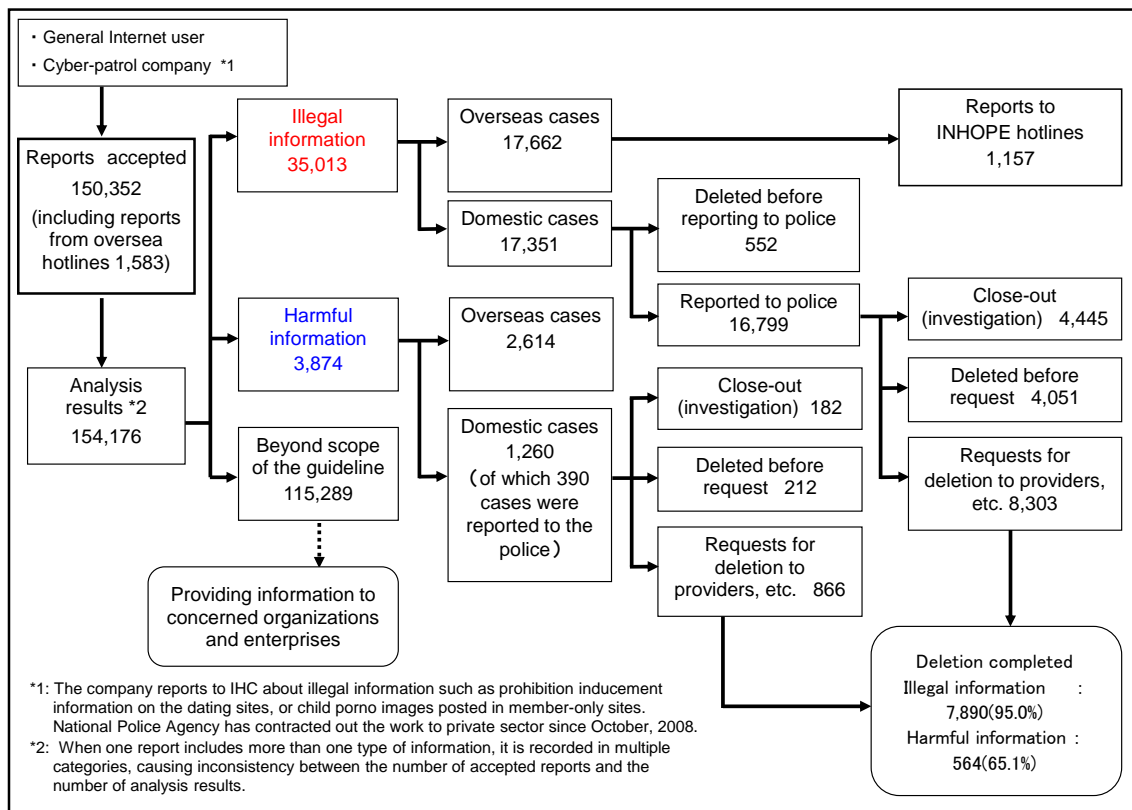 ・ General Internet user
・ Cyber-patrol company *1
Reports accepted
150,352
(including reports
from oversea
hotlines 1,583)
Analysis
results *2
154,176
Illegal
information
35,013
Harmful
information
3,874
Beyond scope
of the guideline
115,289
Providing information to
concerned organizations
and enterprises
Overseas cases
17,662
Domestic cases
17,351
Overseas cases
2,614
Domestic cases
1,260
(of which 390
cases were
reported to the
police)
Reports to
INHOPE hotlines
1,157
Deleted before
reporting to police
552
Reported to police
16,799
Close-out
(investigation) 182
Deleted before
request 212
Requests for
deletion to
providers, etc. 866
Close-out
(investigation) 4,445
Deleted before
request 4,051
Requests for
deletion to providers,
etc. 8,303
Deletion completed
Illegal information :
7,890(95.0%)
Harmful information :
564(65.1%)
*1: The company reports to IHC about illegal information such as prohibition inducement
information on the dating sites, or child porno images posted in member-only sites.
National Police Agency has contracted out the work to private sector since October, 2008.
*2: When one report includes more than one type of information, it is recorded in multiple
categories, causing inconsistency between the number of accepted reports and the
number of analysis results.